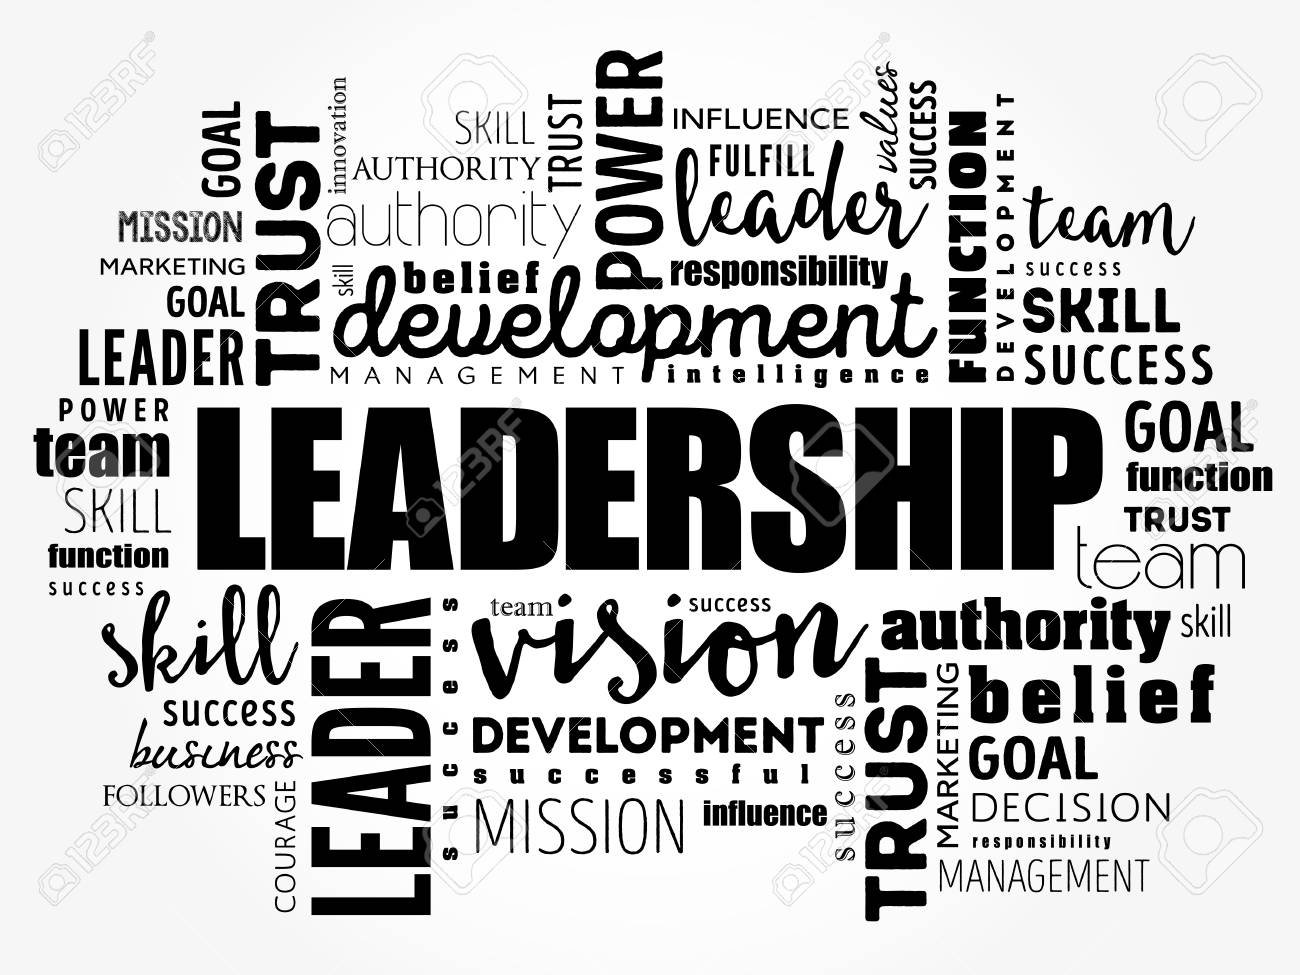 POWER
values
SUCCESS
innovation
GOAL
TRUST
SKILL
TRUST
INFLUENCE
FUNCTION
DEVELOPMENT
AUTHORITY
FULFILL
leader
MISSION
authority
team
MARKETING
belief
responsibility
success
skill
GOAL
development
SKILL
LEADER
MANAGEMENT
intelligence
SUCCESS
POWER
LEADERSHIP
GOAL
team
function
SKILL
TRUST
function
team
success
skill
LEADER
success
team
vision
success
authority
skill
TRUST
MARKETING
belief
success
success
DEVELOPMENT
business
GOAL
successful
FOLLOWERS
COURAGE
MISSION
influence
DECISION
responsibility
MANAGEMENT
123RF